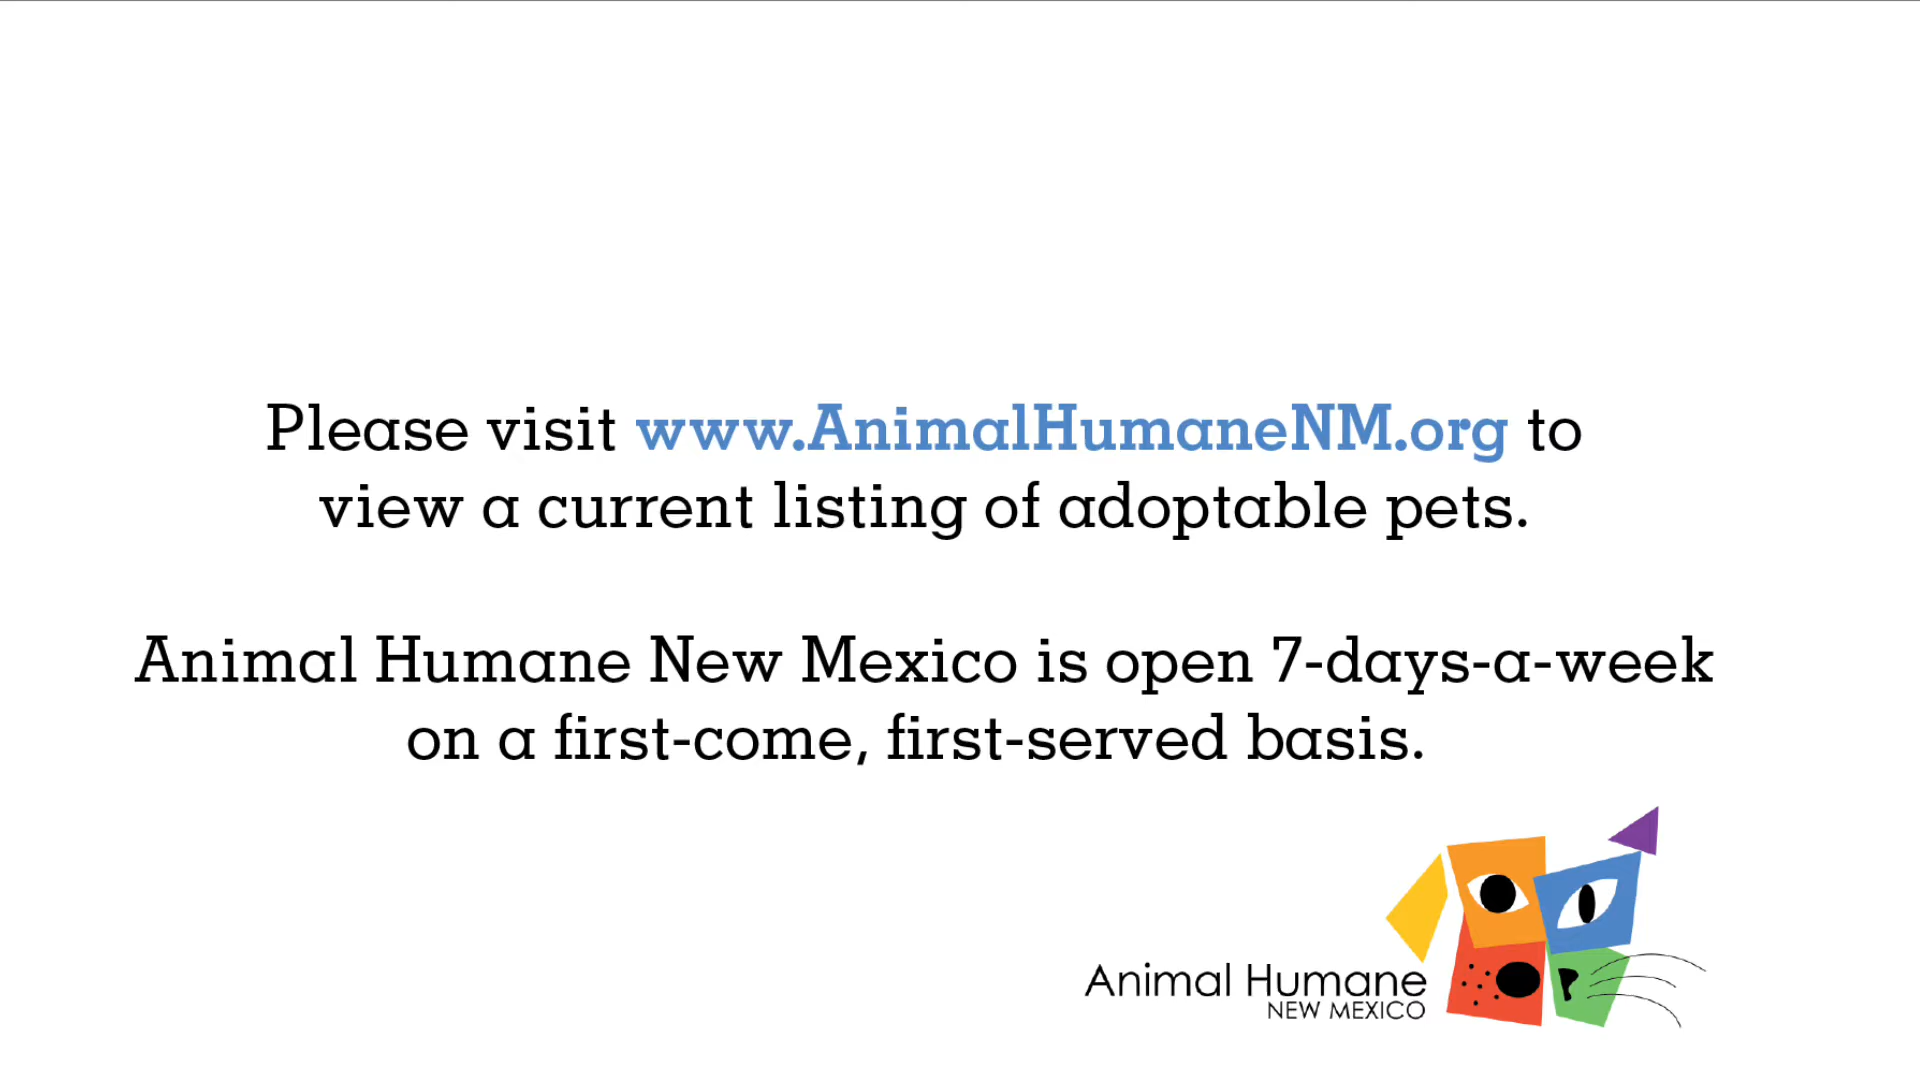 Please visit www.AnimalHumaneNM.org to
view a current listing of adoptable pets.
Animal Humane New Mexico is open 7-days-a-week
on a first-come, first-served basis.
Animal Humane
NEW MEXICO